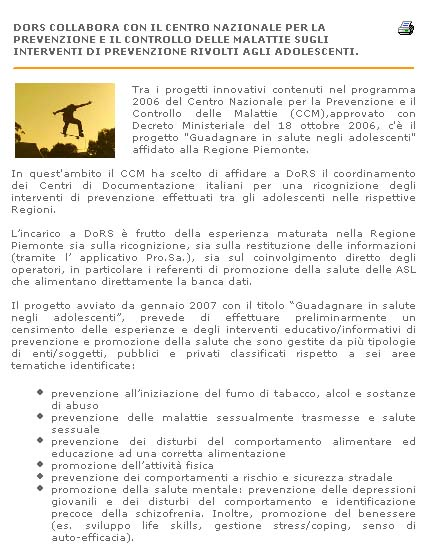 DORS COLLABORA CON IL CENTRO NAZIONALE PER LA
PREVENZIONE E IL CONTROLLO DELLE MALATTIE SUGLI
INTERVENTI DI PREVENZIONE RIVOLTI AGLI ADOLESCENTI.
Tra i progetti innovativi contenuti nel programma
2006 del Centro Nazionale per la Prevenzione e il
Controllo delle Malattie (CCM),approvato con
Decreto Ministeriale del 18 ottobre 2006, c'è il
progetto "Guadagnare in salute negli adolescenti"
affidato alla Regione Piemonte.
In quest'ambito il CCM ha scelto di affidare a DoRS il coordinamento
dei Centri di Documentazione italiani per una ricognizione degli
interventi di prevenzione effettuati tra gli adolescenti nelle rispettive
Regioni.
L’incarico a DoRS è frutto della esperienza maturata nella Regione
Piemonte sia sulla ricognizione, sia sulla restituzione delle informazioni
(tramite l’ applicativo Pro.Sa.), sia sul coinvolgimento diretto degli
operatori, in particolare i referenti di promozione della salute delle ASL
che alimentano direttamente la banca dati.
Il progetto avviato da gennaio 2007 con il titolo “Guadagnare in salute
negli adolescenti”, prevede di effettuare preliminarmente un
censimento delle esperienze e degli interventi educativo/informativi di
prevenzione e promozione della salute che sono gestite da più tipologie
di enti/soggetti, pubblici e privati classificati rispetto a sei aree
tematiche identificate:
prevenzione all’iniziazione del fumo di tabacco, alcol e sostanze
di abuso
prevenzione delle malattie sessualmente trasmesse e salute
sessuale
prevenzione dei disturbi del comportamento alimentare ed
educazione ad una corretta alimentazione
promozione dell’attività fisica
prevenzione dei comportamenti a rischio e sicurezza stradale
promozione della salute mentale: prevenzione delle depressioni
giovanili e dei disturbi del comportamento e identificazione
precoce della schizofrenia. Inoltre, promozione del benessere
(es. sviluppo life skills, gestione stress/coping, senso di
auto-efficacia).